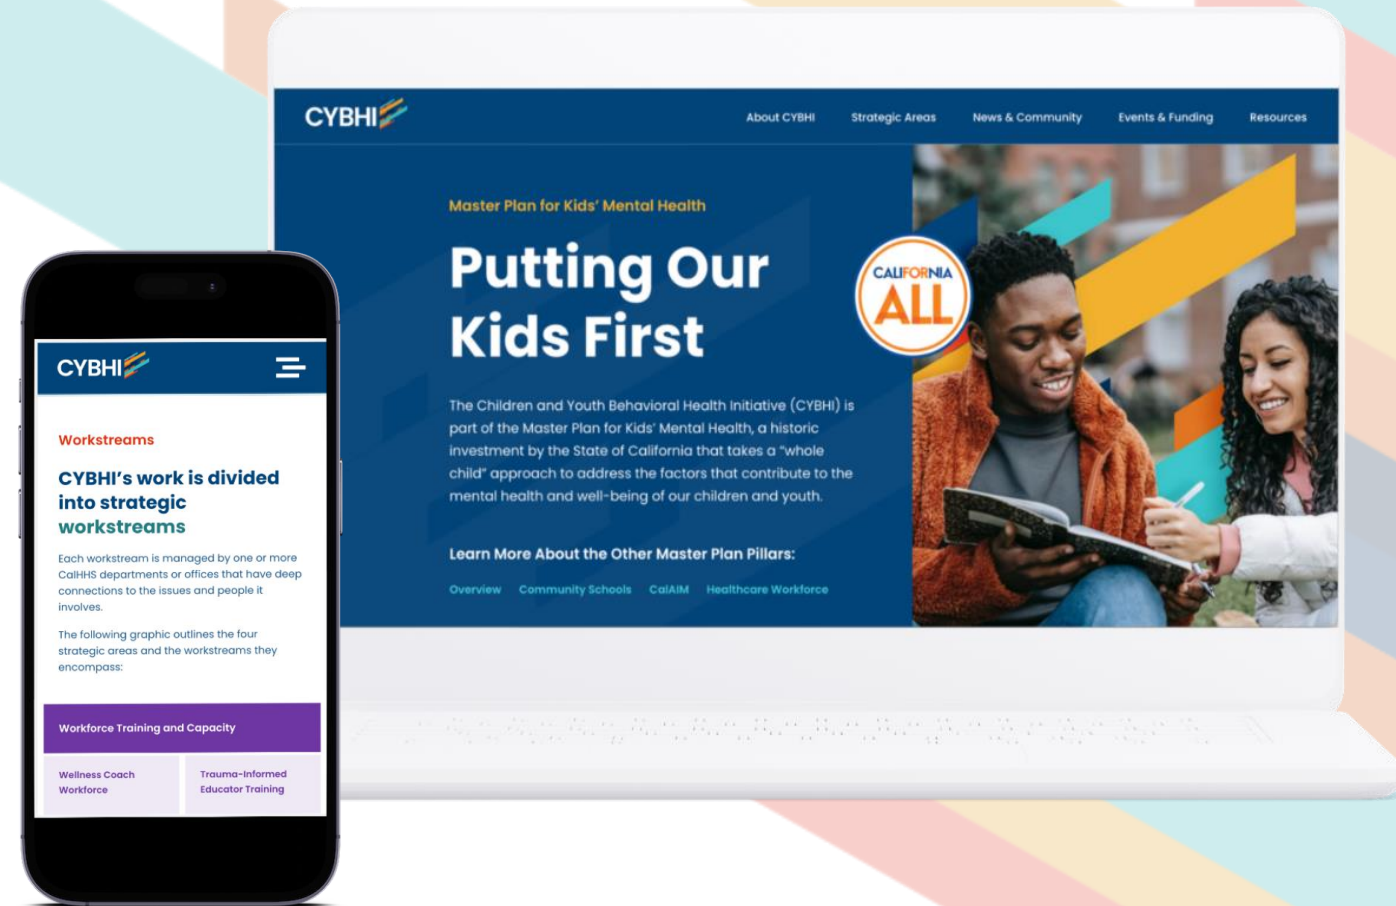 CYBHI
About CYBHI
Strategic Areas
News & Community
Events & Funding
Resources
Master Plan for Kids' Mental Health
Putting Our
Kids First
The Children and Youth Behavioral Health Initiative (CYBHI) is
part of the Master Plan for Kids' Mental Health, a historic
investment by the State of California that takes a "whole
child" approach to address the factors that contribute to the
mental health and well-being of our children and youth.
Learn More About the Other Master Plan Pillars:
Overview
Community Schools
CalAIM
Healthcare Workforce
CALIFORNIA
ALL
CYBHI
Workstreams
CYBHI's work is divided
into strategic
workstreams
Each workstream is managed by one or more
CalHHS departments or offices that have deep
connections to the issues and people it
involves.
The following graphic outlines the four
strategic areas and the workstreams they
encompass:
Workforce Training and Capacity
Wellness Coach
Workforce
Trauma-Informed
Educator Training